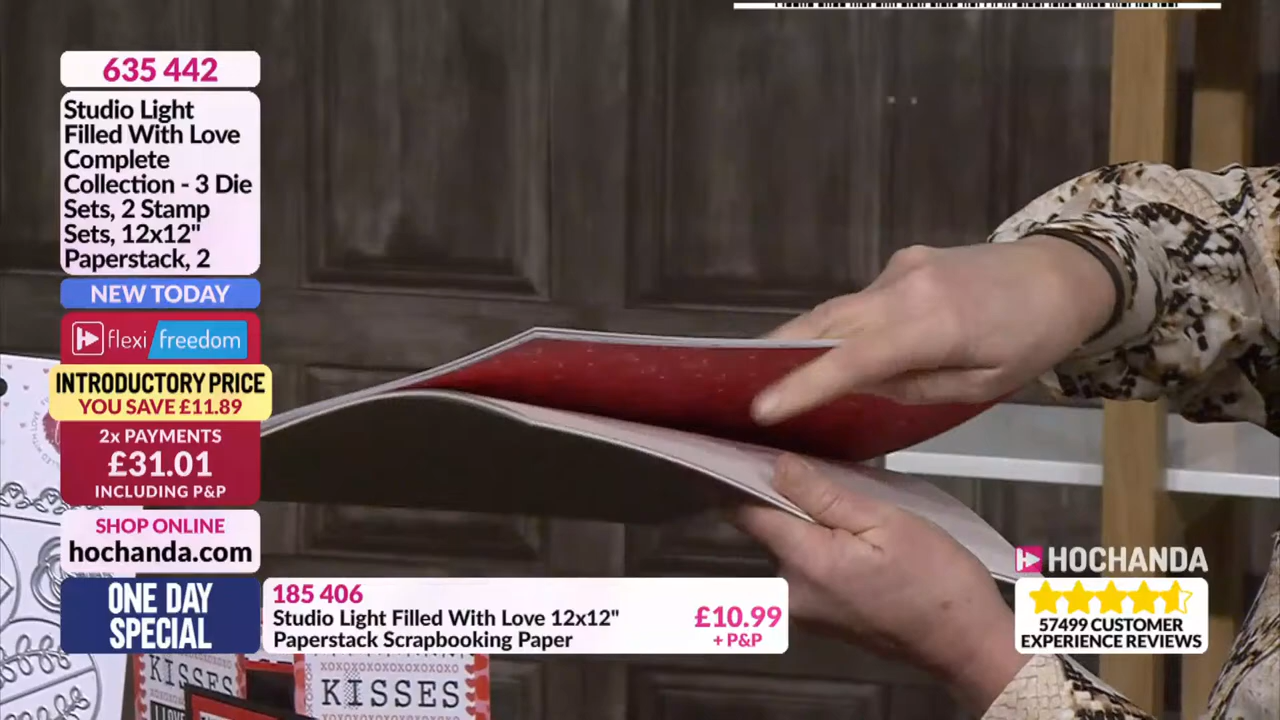 635 442
Studio Light
Filled With Love
Complete
Collection - 3 Die
Sets, 2 Stamp
Sets, 12x12"
Paperstack, 2
NEW TODAY
flexi freedom
INTRODUCTORY PRICE
YOU SAVE £11.89
2x PAYMENTS
£31.01
INCLUDING P&P
SHOP ONLINE
hochanda.com
ONE DAY
SPECIAL
185 406
Studio Light Filled With Love 12x12"
Paperstack Scrapbooking Paper
£10.99
+ P&P
HOCHANDA
57499 CUSTOMER
EXPERIENCE REVIEWS
KISSES
KISSES